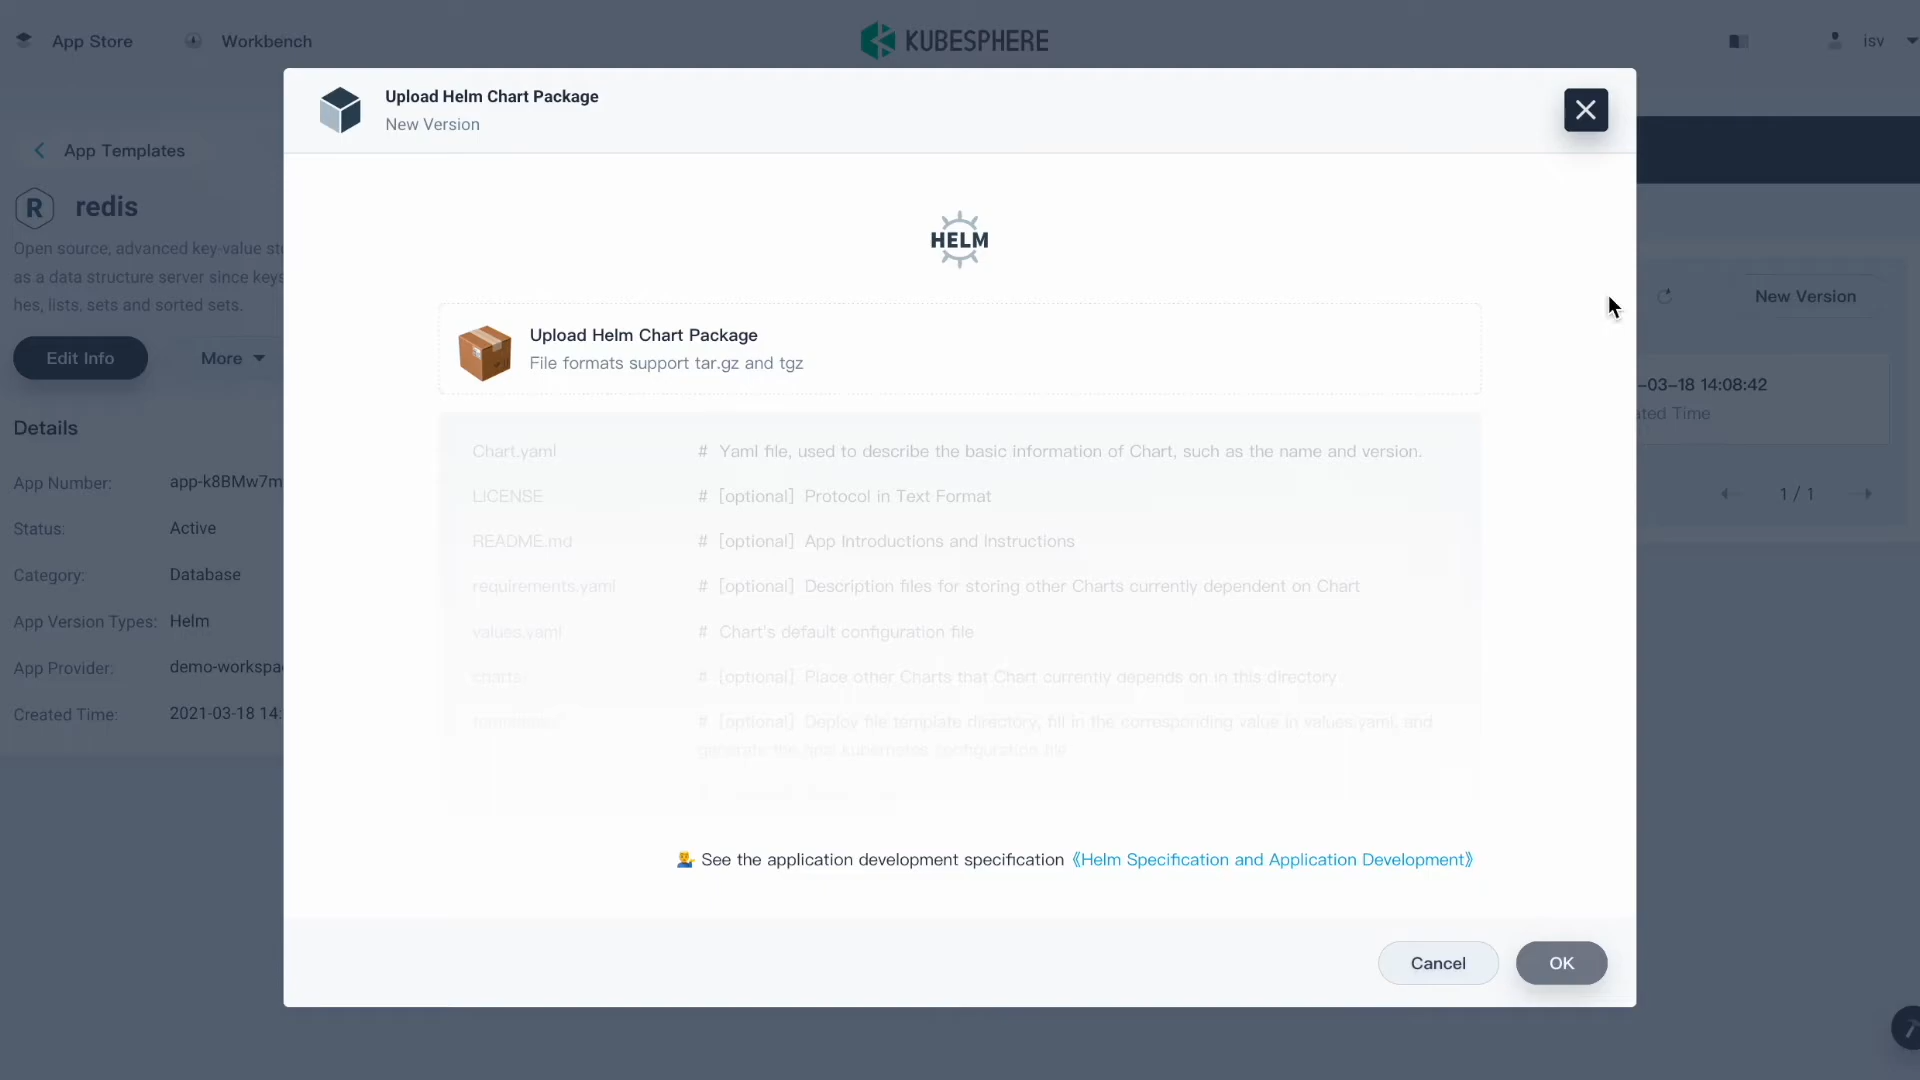 App Store
Workbench
KUBESPHERE
isv
Upload Helm Chart Package
New Version
App Templates
R
redis
Open source, advanced key-value
as a data structure server since keys
hes, lists, sets and sorted sets.
Edit Info
More
Details
App Number: app-k8BMw7m
Status: Active
Category: Database
App Version Types: Helm
App Provider: demo-workspa
Created Time: 2021-03-18 14:
HELM
Upload Helm Chart Package
File formats support tar.gz and tgz
Chart.yaml # Yaml file, used to describe the basic information of Chart, such as the name and version.
LICENSE # [optional] Protocol in Text Format
README.md # [optional] App Introductions and Instructions
requirements.yaml # [optional] Description files for storing other Charts currently dependent on Chart
values.yaml # Chart's default configuration file
charts # [optional] Place other Charts that Chart currently depends on in this directory
# [optional] Deploy file template directory, fill in the corresponding value in values.yaml, and
generate the final kubernetes configuration file
See the application development specification 《Helm Specification and Application Development》
Cancel
OK
New Version
-03-18 14:08:42
ated Time
1 / 1